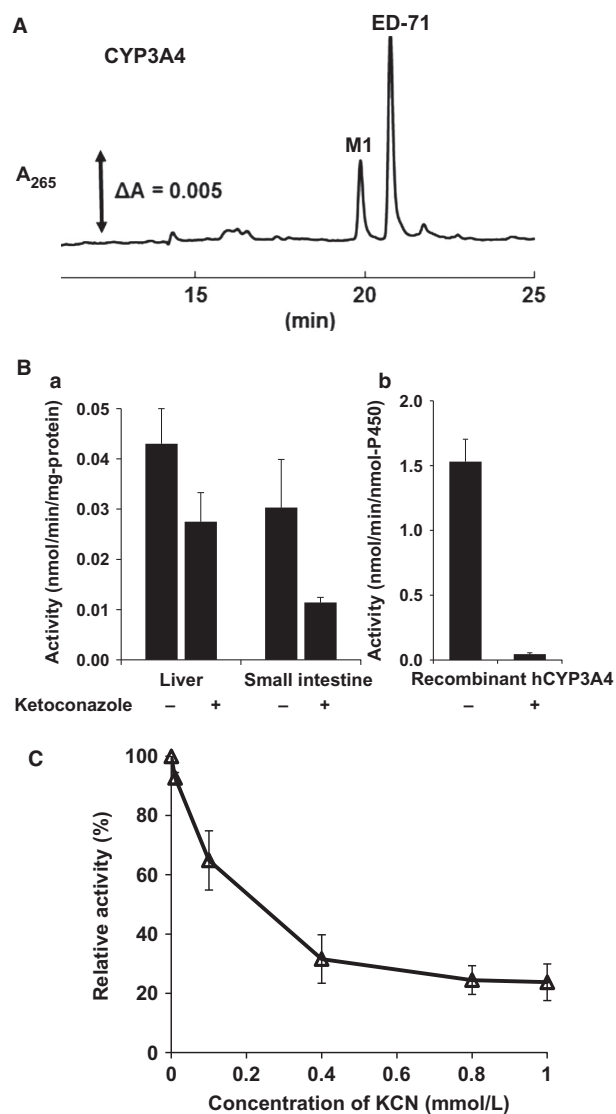 A
ED-71
CYP3A4
M1
A265
ΔA = 0.005
15 20 25
(min)
B
a
b
Activity (nmol/min/mg-protein)
0.05
0.04
0.03
0.02
0.01
0.00
Liver Small intestine
Activity (nmol/min/nmol-P450)
2.0
1.5
1.0
0.5
0.0
Recombinant hCYP3A4
Ketoconazole – + – + – +
C
Relative activity (%)
100
80
60
40
20
0
0 0.2 0.4 0.6 0.8 1
Concentration of KCN (mmol/L)